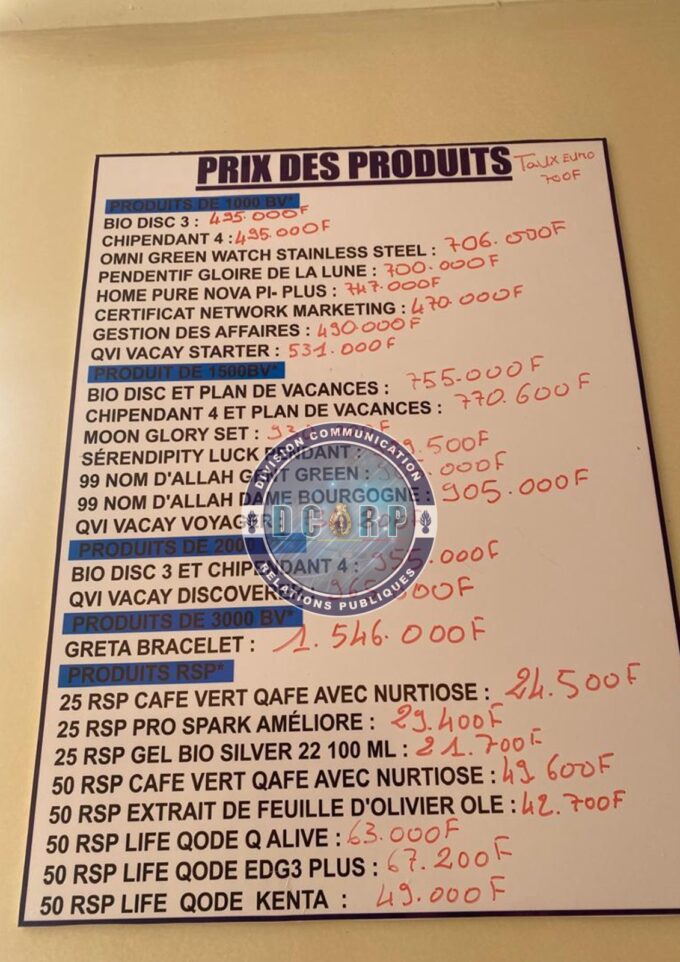 PRIX DES PRODUITS
Taux EURO
700F
PRODUITS DE 1000 BV*
BIO DISC 3 : 495.000F
CHIPENDANT 4 : 495.000F
OMNI GREEN WATCH STAINLESS STEEL : 706.000F
PENDENTIF GLOIRE DE LA LUNE : 700.000F
HOME PURE NOVA PI- PLUS : 747.000F
CERTIFICAT NETWORK MARKETING : 470.000F
GESTION DES AFFAIRES : 490.000F
QVI VACAY STARTER : 531.000F
PRODUIT DE 1500BV*
BIO DISC ET PLAN DE VACANCES : 755.000F
CHIPENDANT 4 ET PLAN DE VACANCES : 770.600F
MOON GLORY SET :
SÉRENDIPITY LUCK
99 NOM D'ALLAH GREEN :
99 NOM D'ALLAH DAME BOURGOGNE : 905.000F
QVI VACAY
PRODUITS DE
BIO DISC 3 ET CHIPENDANT 4 : 955.000F
QVI VACAY
PRODUITS DE 3000 BV*
GRETA BRACELET : 1.546.000F
PRODUITS RSP*
25 RSP CAFE VERT QAFE AVEC NURTIOSE : 24.500F
25 RSP PRO SPARK AMÉLIORE : 29.400F
25 RSP GEL BIO SILVER 22 100 ML : 21.700F
50 RSP CAFE VERT QAFE AVEC NURTIOSE : 49.600F
50 RSP EXTRAIT DE FEUILLE D'OLIVIER OLE : 42.700F
50 RSP LIFE QODE Q ALIVE : 63.000F
50 RSP LIFE QODE EDG3 PLUS : 67.200F
50 RSP LIFE QODE KENTA : 49.000F
DIVISION COMMUNICATION
DCRP
RELATIONS PUBLIQUES